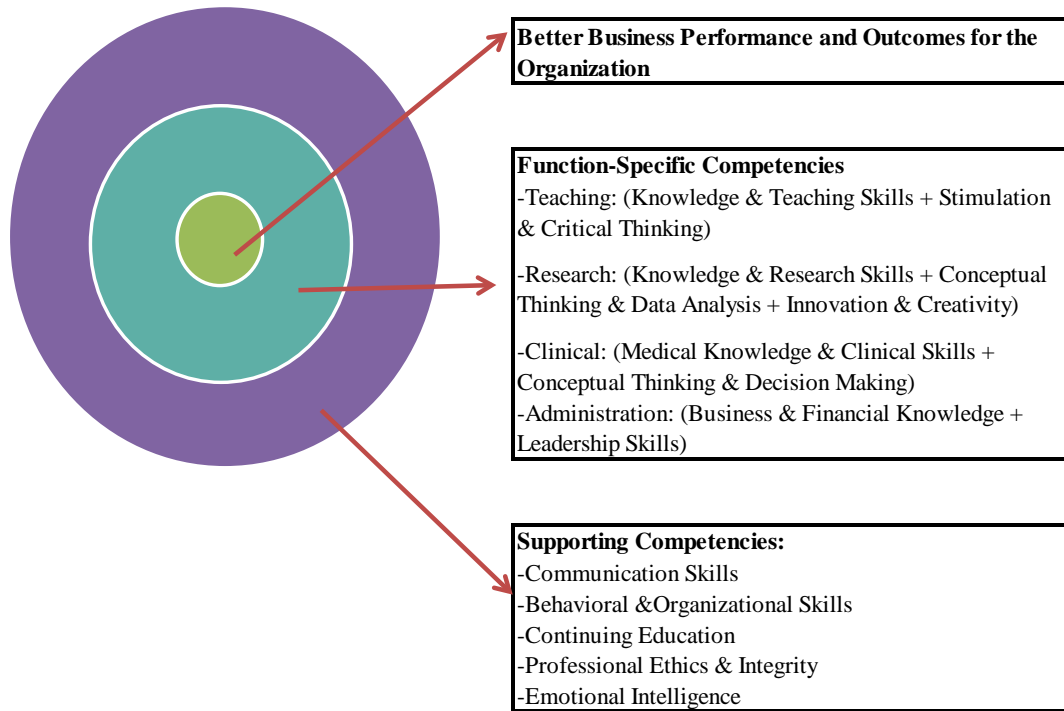 Better Business Performance and Outcomes for the
Organization
Function-Specific Competencies
-Teaching: (Knowledge & Teaching Skills + Stimulation
& Critical Thinking)
-Research: (Knowledge & Research Skills + Conceptual
Thinking & Data Analysis + Innovation & Creativity)
-Clinical: (Medical Knowledge & Clinical Skills +
Conceptual Thinking & Decision Making)
-Administration: (Business & Financial Knowledge +
Leadership Skills)
Supporting Competencies:
-Communication Skills
-Behavioral &Organizational Skills
-Continuing Education
-Professional Ethics & Integrity
-Emotional Intelligence